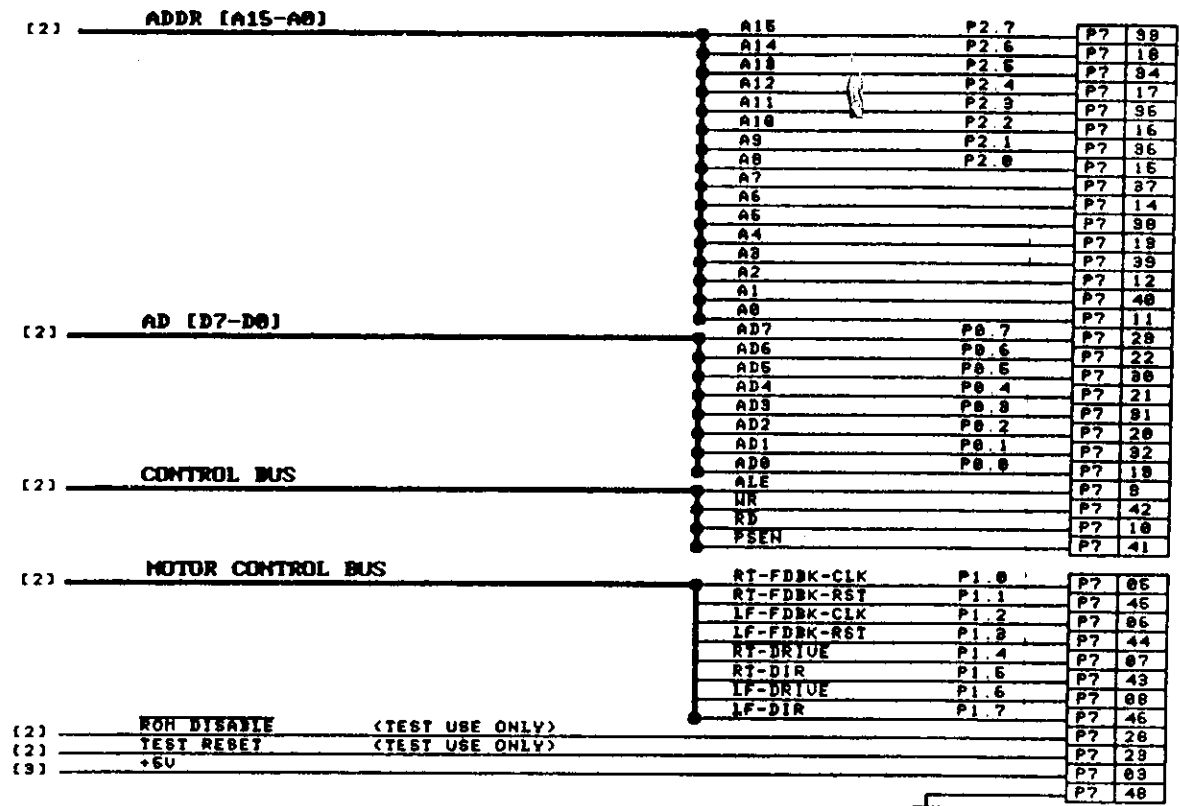 [2] ADDR [A15-A0]
A15 P2.7 P7 33
A14 P2.6 P7 18
A13 P2.5 P7 34
A12 P2.4 P7 17
A11 P2.3 P7 35
A10 P2.2 P7 16
A9 P2.1 P7 36
A8 P2.0 P7 15
A7 P7 37
A6 P7 14
A5 P7 38
A4 P7 13
A3 P7 39
A2 P7 12
A1 P7 40
A0 P7 11
[2] AD [D7-D0]
AD7 P0.7 P7
AD6 P0.6 P7 22
AD5 P0.5 P7 30
AD4 P0.4 P7 21
AD3 P0.3 P7 31
AD2 P0.2 P7 20
AD1 P0.1 P7 32
AD0 P0.0 P7 19
[2] CONTROL BUS
ALE P7 9
WR P7 42
RD P7 10
PSEN P7 41
[2] MOTOR CONTROL BUS
RT-FDBK-CLK P1.0 P7 05
RT-FDBK-RST P1.1 P7 45
LF-FDBK-CLK P1.2 P7 06
LF-FDBK-RST P1.3 P7 44
RT-DRIVE P1.4 P7 07
RT-DIR P1.5 P7 43
LF-DRIVE P1.6 P7 08
LF-DIR P1.7 P7 46
[2] ROM DISABLE (TEST USE ONLY) P7 28
[2] TEST RESET (TEST USE ONLY) P7
[3] +5V P7 03
P7 48